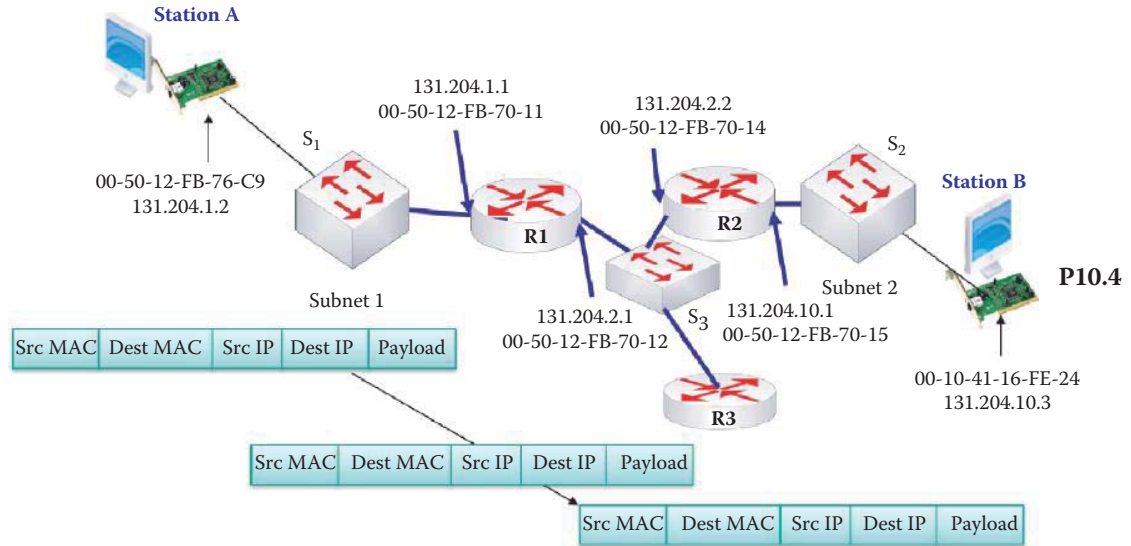 Station A
131.204.1.1
00-50-12-FB-70-11
131.204.2.2
00-50-12-FB-70-14
S1
S2
00-50-12-FB-76-C9
131.204.1.2
Station B
R1
R2
P10.4
Subnet 1
Subnet 2
S3
131.204.2.1
00-50-12-FB-70-12
131.204.10.1
00-50-12-FB-70-15
Src MAC Dest MAC Src IP Dest IP Payload
00-10-41-16-FE-24
131.204.10.3
R3
Src MAC Dest MAC Src IP Dest IP Payload
Src MAC Dest MAC Src IP Dest IP Payload